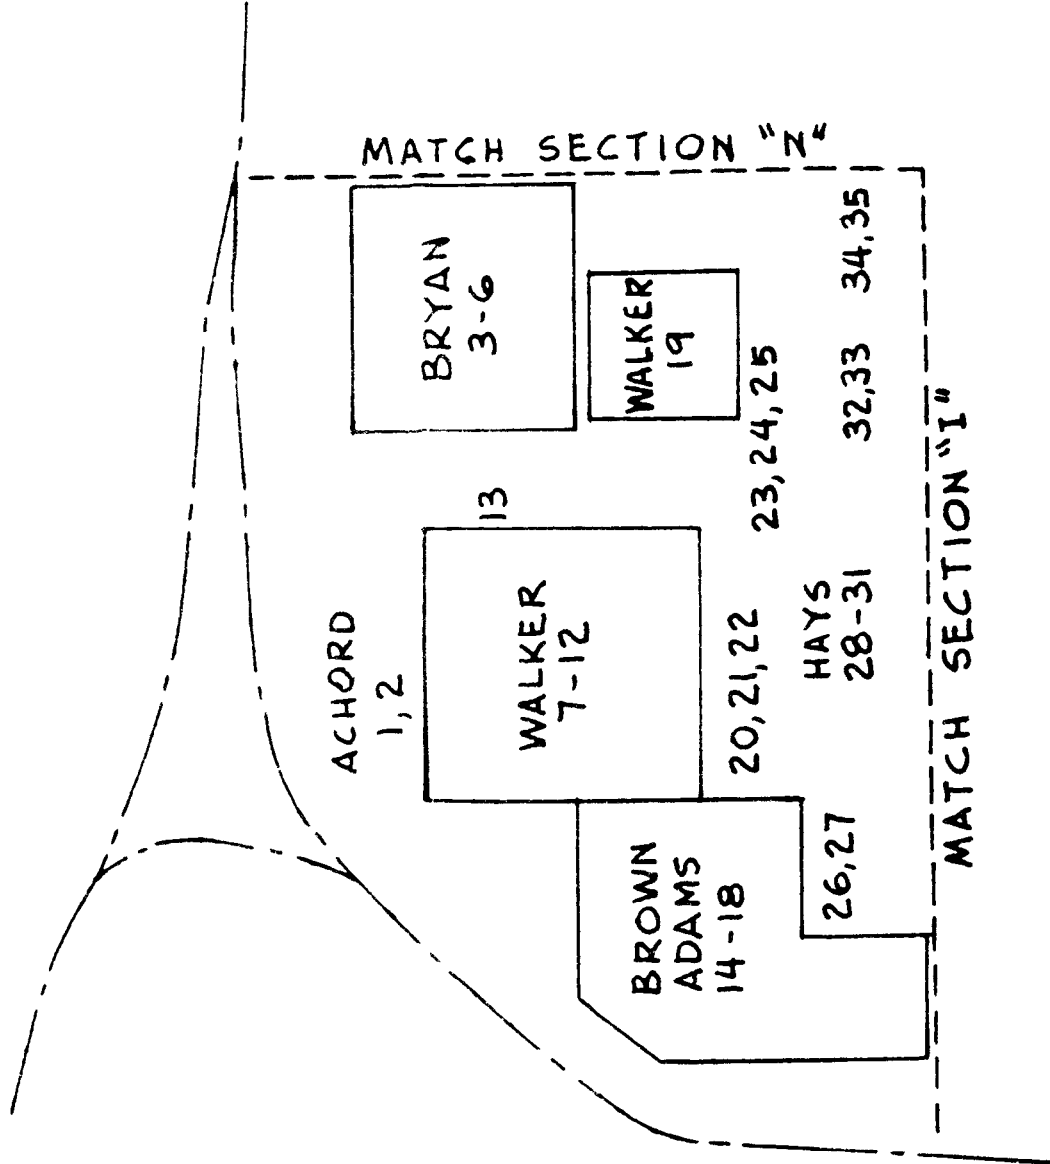 MATCH SECTION "N"
BRYAN
3-6
WALKER
19
34,35
32,33
23,24,25
13
ACHORD
1,2
WALKER
7-12
20,21,22
HAYS
28-31
MATCH SECTION "I"
BROWN
ADAMS
14-18
26,27